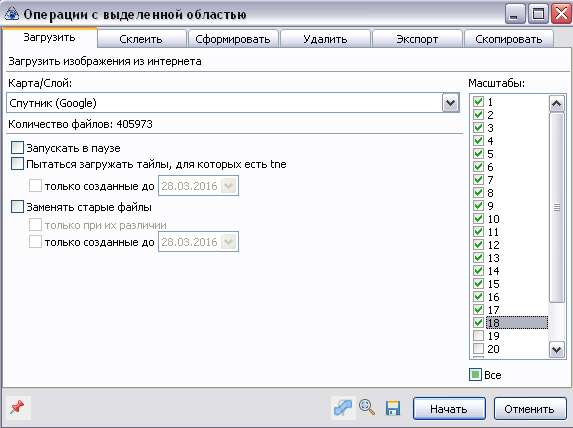 Операции с выделенной областью
Загрузить
Склеить
Сформировать
Удалить
Экспорт
Скопировать
Загрузить изображения из интернета
Карта/Слой:
Спутник (Google)
Количество файлов: 405973
Запускать в паузе
Пытаться загружать тайлы, для которых есть tne
только созданные до 28.03.2016
Заменять старые файлы
только при их различии
только созданные до 28.03.2016
Масштабы:
1
2
3
4
5
6
7
8
9
10
11
12
13
14
15
16
17
18
19
20
Все
Начать
Отменить